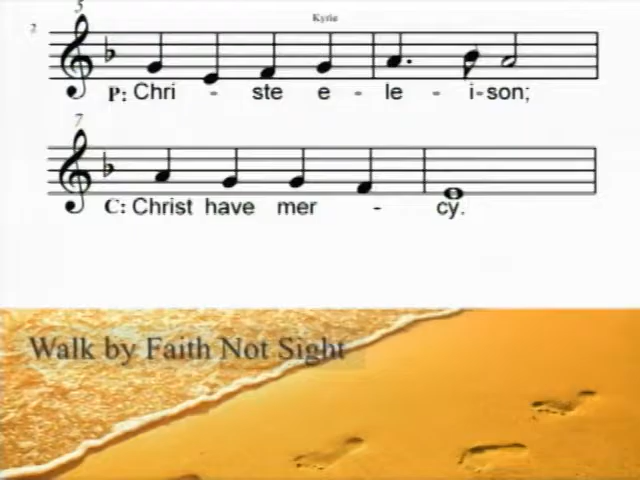 5
Kyrie
2
P: Chri - ste e - le - i-son;
7
C: Christ have mer - cy.
Walk by Faith Not Sight